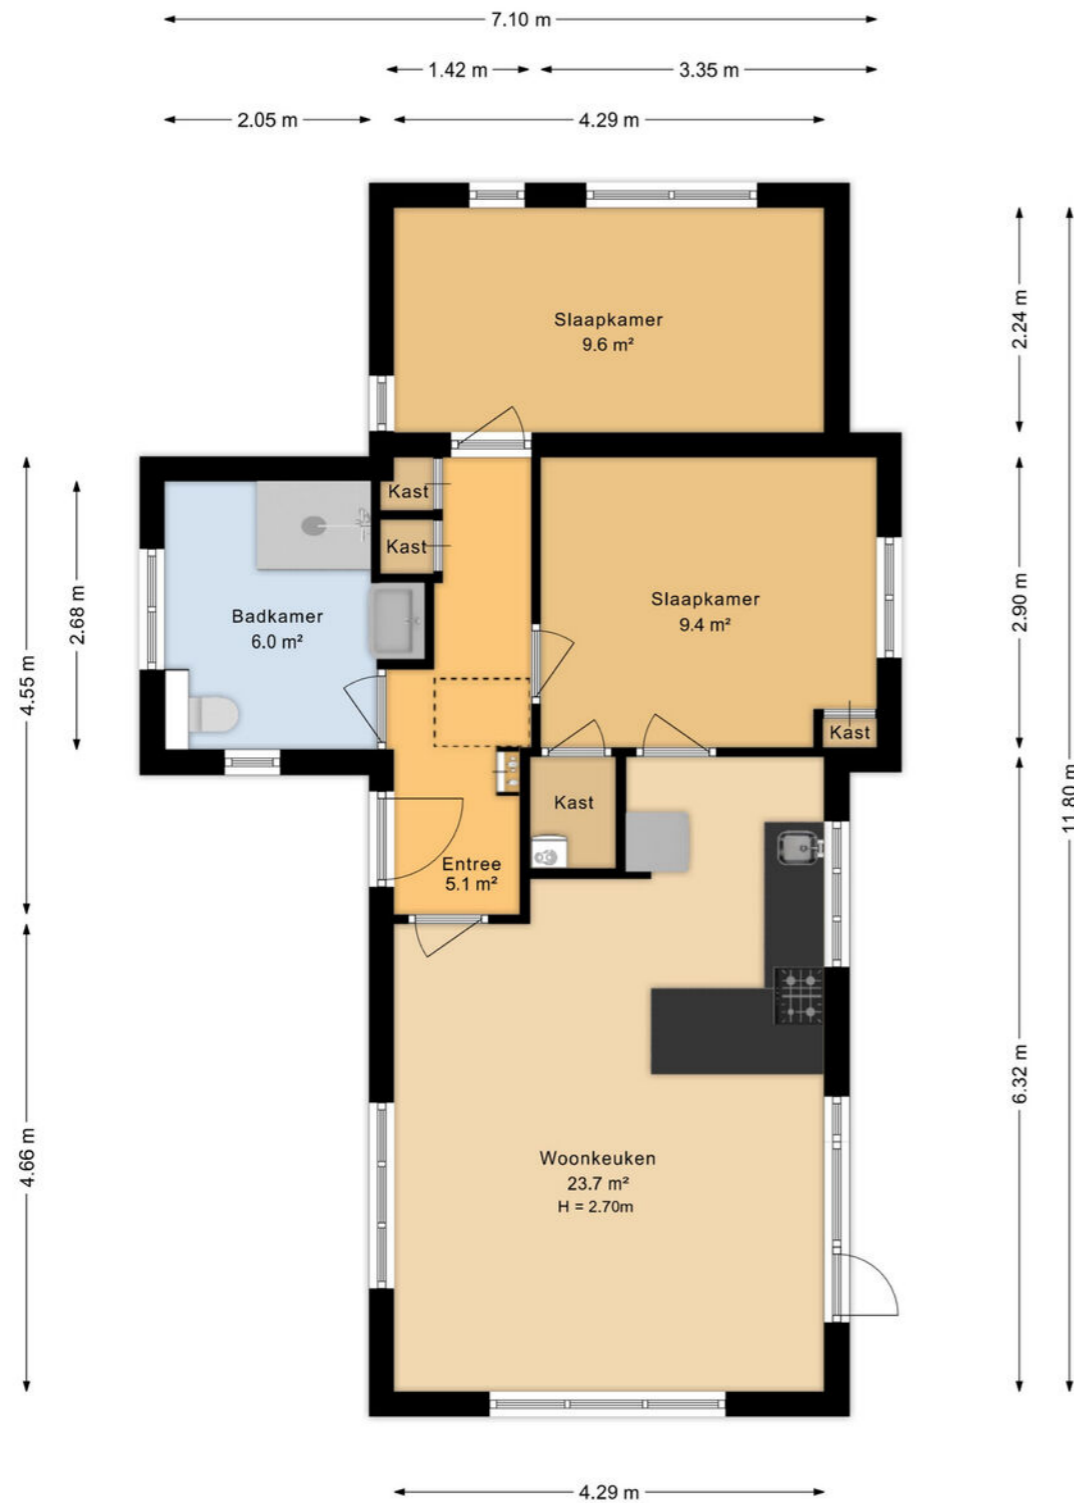 7.10 m
1.42 m
3.35 m
2.05 m
4.29 m
Slaapkamer
9.6 m²
2.24 m
Kast
Kast
Badkamer
6.0 m²
Slaapkamer
9.4 m²
2.68 m
4.55 m
2.90 m
Kast
Kast
11.80 m
Entree
5.1 m²
6.32 m
4.66 m
Woonkeuken
23.7 m²
H = 2.70m
4.29 m